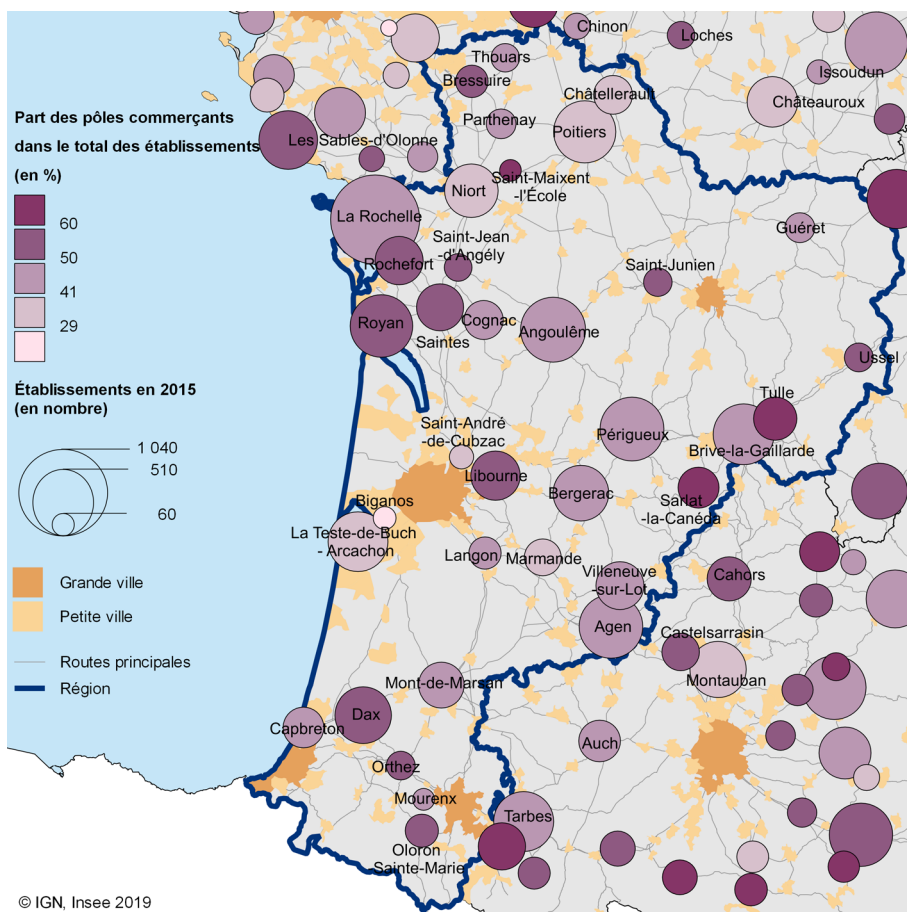 Chinon
Loches
Thouars
Bressuire
Issoudun
Châtellerault
Châteauroux
Part des pôles commerçants
dans le total des établissements
(en %)
60
50
41
29
Parthenay
Poitiers
Les Sables-d'Olonne
Saint-Maixent
-l'École
Niort
La Rochelle
Guéret
Saint-Jean
-d'Angély
Rochefort
Saint-Junien
Royan
Saintes
Cognac
Angoulême
Ussel
Établissements en 2015
(en nombre)
1 040
510
60
Tulle
Saint-André
-de-Cubzac
Périgueux
Brive-la-Gaillarde
Libourne
Bergerac
Sarlat
-la-Canéda
Biganos
La Teste-de-Buch
- Arcachon
Langon
Marmande
Villeneuve
-sur-Lot
Cahors
Grande ville
Petite ville
Routes principales
Région
Agen
Castelsarrasin
Montauban
Mont-de-Marsan
Dax
Capbreton
Auch
Orthez
Mourenx
Tarbes
Oloron
Sainte-Marie
© IGN, Insee 2019